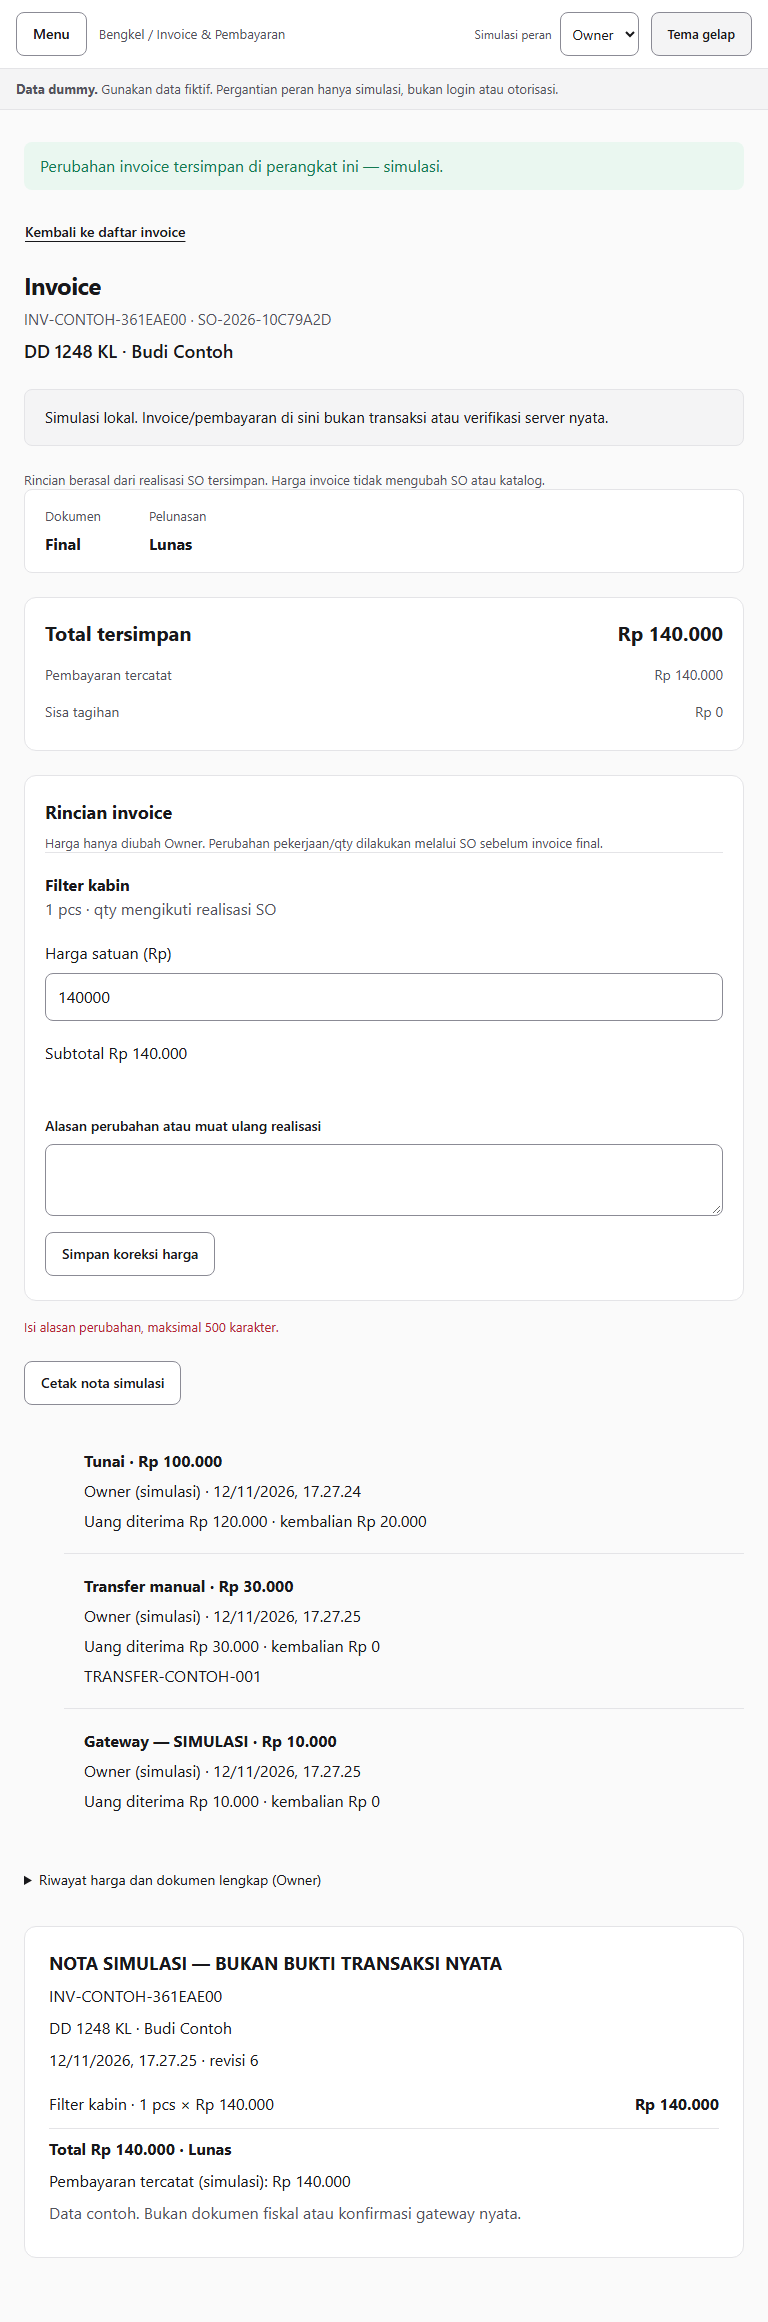 Menu
Bengkel / Invoice & Pembayaran
Simulasi peran
Owner
Tema gelap
Data dummy. Gunakan data fiktif. Pergantian peran hanya simulasi, bukan login atau otorisasi.
Perubahan invoice tersimpan di perangkat ini — simulasi.
Kembali ke daftar invoice
Invoice
INV-CONTOH-361EAE00 · SO-2026-10C79A2D
DD 1248 KL · Budi Contoh
Simulasi lokal. Invoice/pembayaran di sini bukan transaksi atau verifikasi server nyata.
Rincian berasal dari realisasi SO tersimpan. Harga invoice tidak mengubah SO atau katalog.
Dokumen
Final
Pelunasan
Lunas
Total tersimpan Rp 140.000
Pembayaran tercatat Rp 140.000
Sisa tagihan Rp 0
Rincian invoice
Harga hanya diubah Owner. Perubahan pekerjaan/qty dilakukan melalui SO sebelum invoice final.
Filter kabin
1 pcs · qty mengikuti realisasi SO
Harga satuan (Rp)
140000
Subtotal Rp 140.000
Alasan perubahan atau muat ulang realisasi
Simpan koreksi harga
Isi alasan perubahan, maksimal 500 karakter.
Cetak nota simulasi
Tunai · Rp 100.000
Owner (simulasi) · 12/11/2026, 17.27.24
Uang diterima Rp 120.000 · kembalian Rp 20.000
Transfer manual · Rp 30.000
Owner (simulasi) · 12/11/2026, 17.27.25
Uang diterima Rp 30.000 · kembalian Rp 0
TRANSFER-CONTOH-001
Gateway — SIMULASI · Rp 10.000
Owner (simulasi) · 12/11/2026, 17.27.25
Uang diterima Rp 10.000 · kembalian Rp 0
Riwayat harga dan dokumen lengkap (Owner)
NOTA SIMULASI — BUKAN BUKTI TRANSAKSI NYATA
INV-CONTOH-361EAE00
DD 1248 KL · Budi Contoh
12/11/2026, 17.27.25 · revisi 6
Filter kabin · 1 pcs × Rp 140.000 Rp 140.000
Total Rp 140.000 · Lunas
Pembayaran tercatat (simulasi): Rp 140.000
Data contoh. Bukan dokumen fiskal atau konfirmasi gateway nyata.